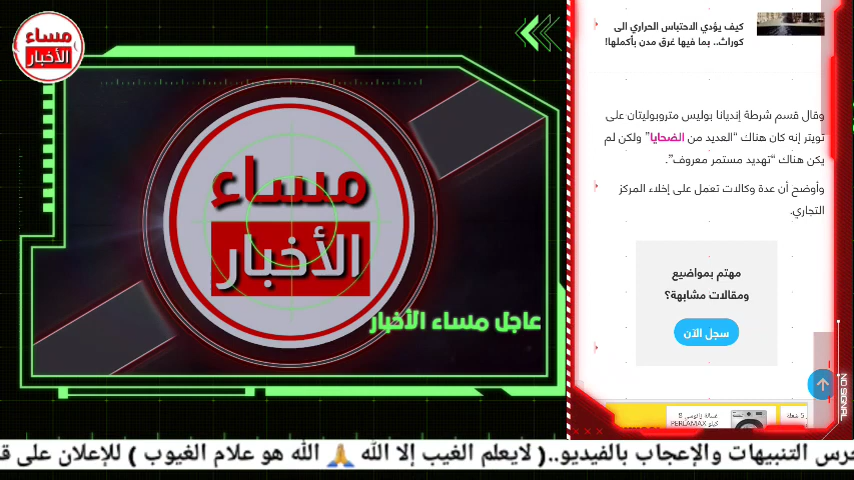 مساء
الأخبار
مساء
الأخبار
عاجل مساء الأخبار
كيف يؤدي الاحتباس الحراري الى
كوراث.. بما فيها غرق مدن بأكملها!
وقال قسم شرطة إنديانا بوليس متروبوليتان على
تويتر إنه كان هناك "العديد من الضحايا" ولكن لم
يكن هناك "تهديد مستمر معروف".
وأوضح أن عدة وكالات تعمل على إخلاء المركز
التجاري.
مهتم بمواضيع
ومقالات مشابهة؟
سجل الآن
NO SIGNAL
PERLAMAX
جرس التنبيهات والإعجاب بالفيديو..( لايعلم الغيب إلا الله 🙏 الله هو علام الغيوب ) للإعلان على